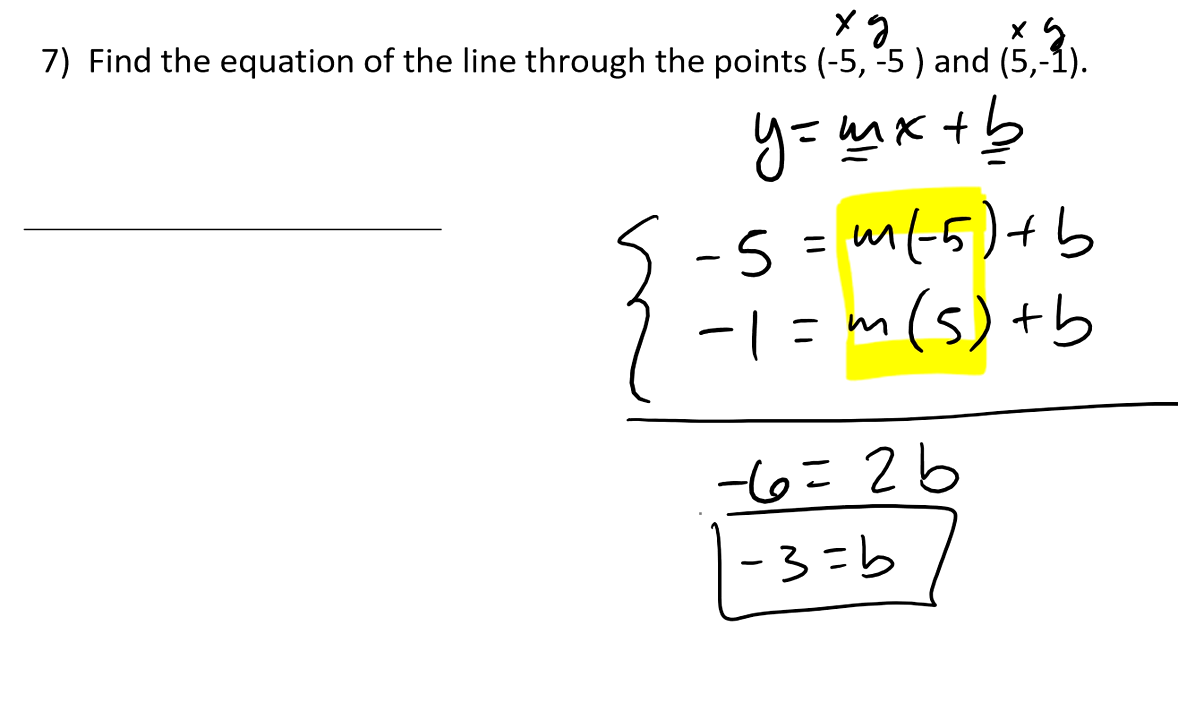 x y x y
7) Find the equation of the line through the points (-5, -5 ) and (5,-1).
y = mx + b
-5 = m(-5) + b
-1 = m(5) + b
-6 = 2b
-3 = b